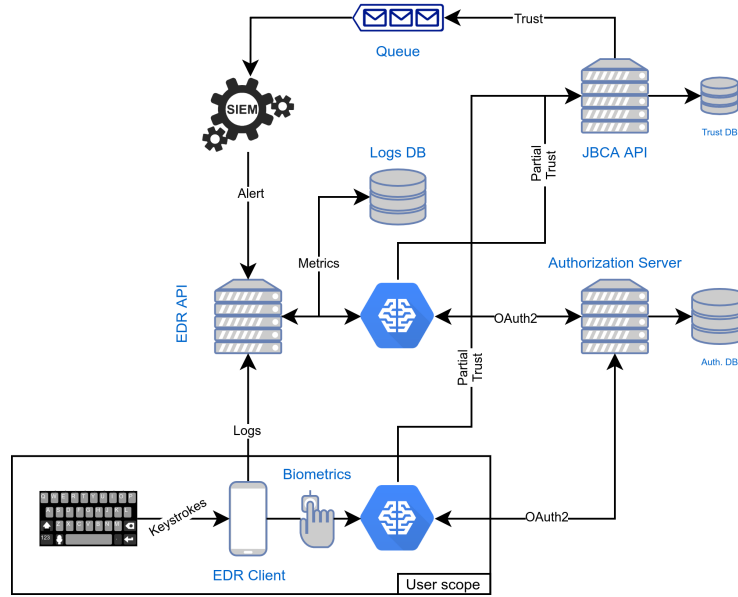 Trust
Queue
SIEM
JBCA API
Trust DB
Logs DB
Partial
Trust
Alert
Metrics
Authorization Server
EDR API
OAuth2
Auth. DB
Partial
Trust
Logs
Biometrics
Keystrokes
OAuth2
EDR Client
User scope
123